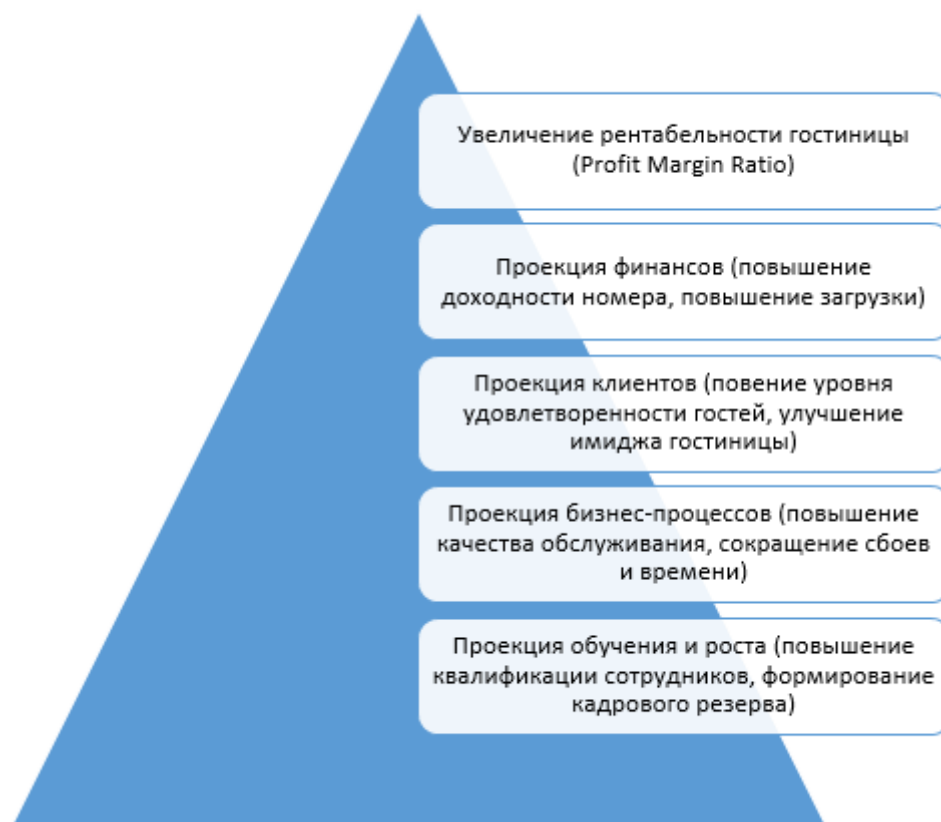 Увеличение рентабельности гостиницы
(Profit Margin Ratio)
Проекция финансов (повышение
доходности номера, повышение загрузки)
Проекция клиентов (повение уровня
удовлетворенности гостей, улучшение
имиджа гостиницы)
Проекция бизнес-процессов (повышение
качества обслуживания, сокращение сбоев
и времени)
Проекция обучения и роста (повышение
квалификации сотрудников, формирование
кадрового резерва)